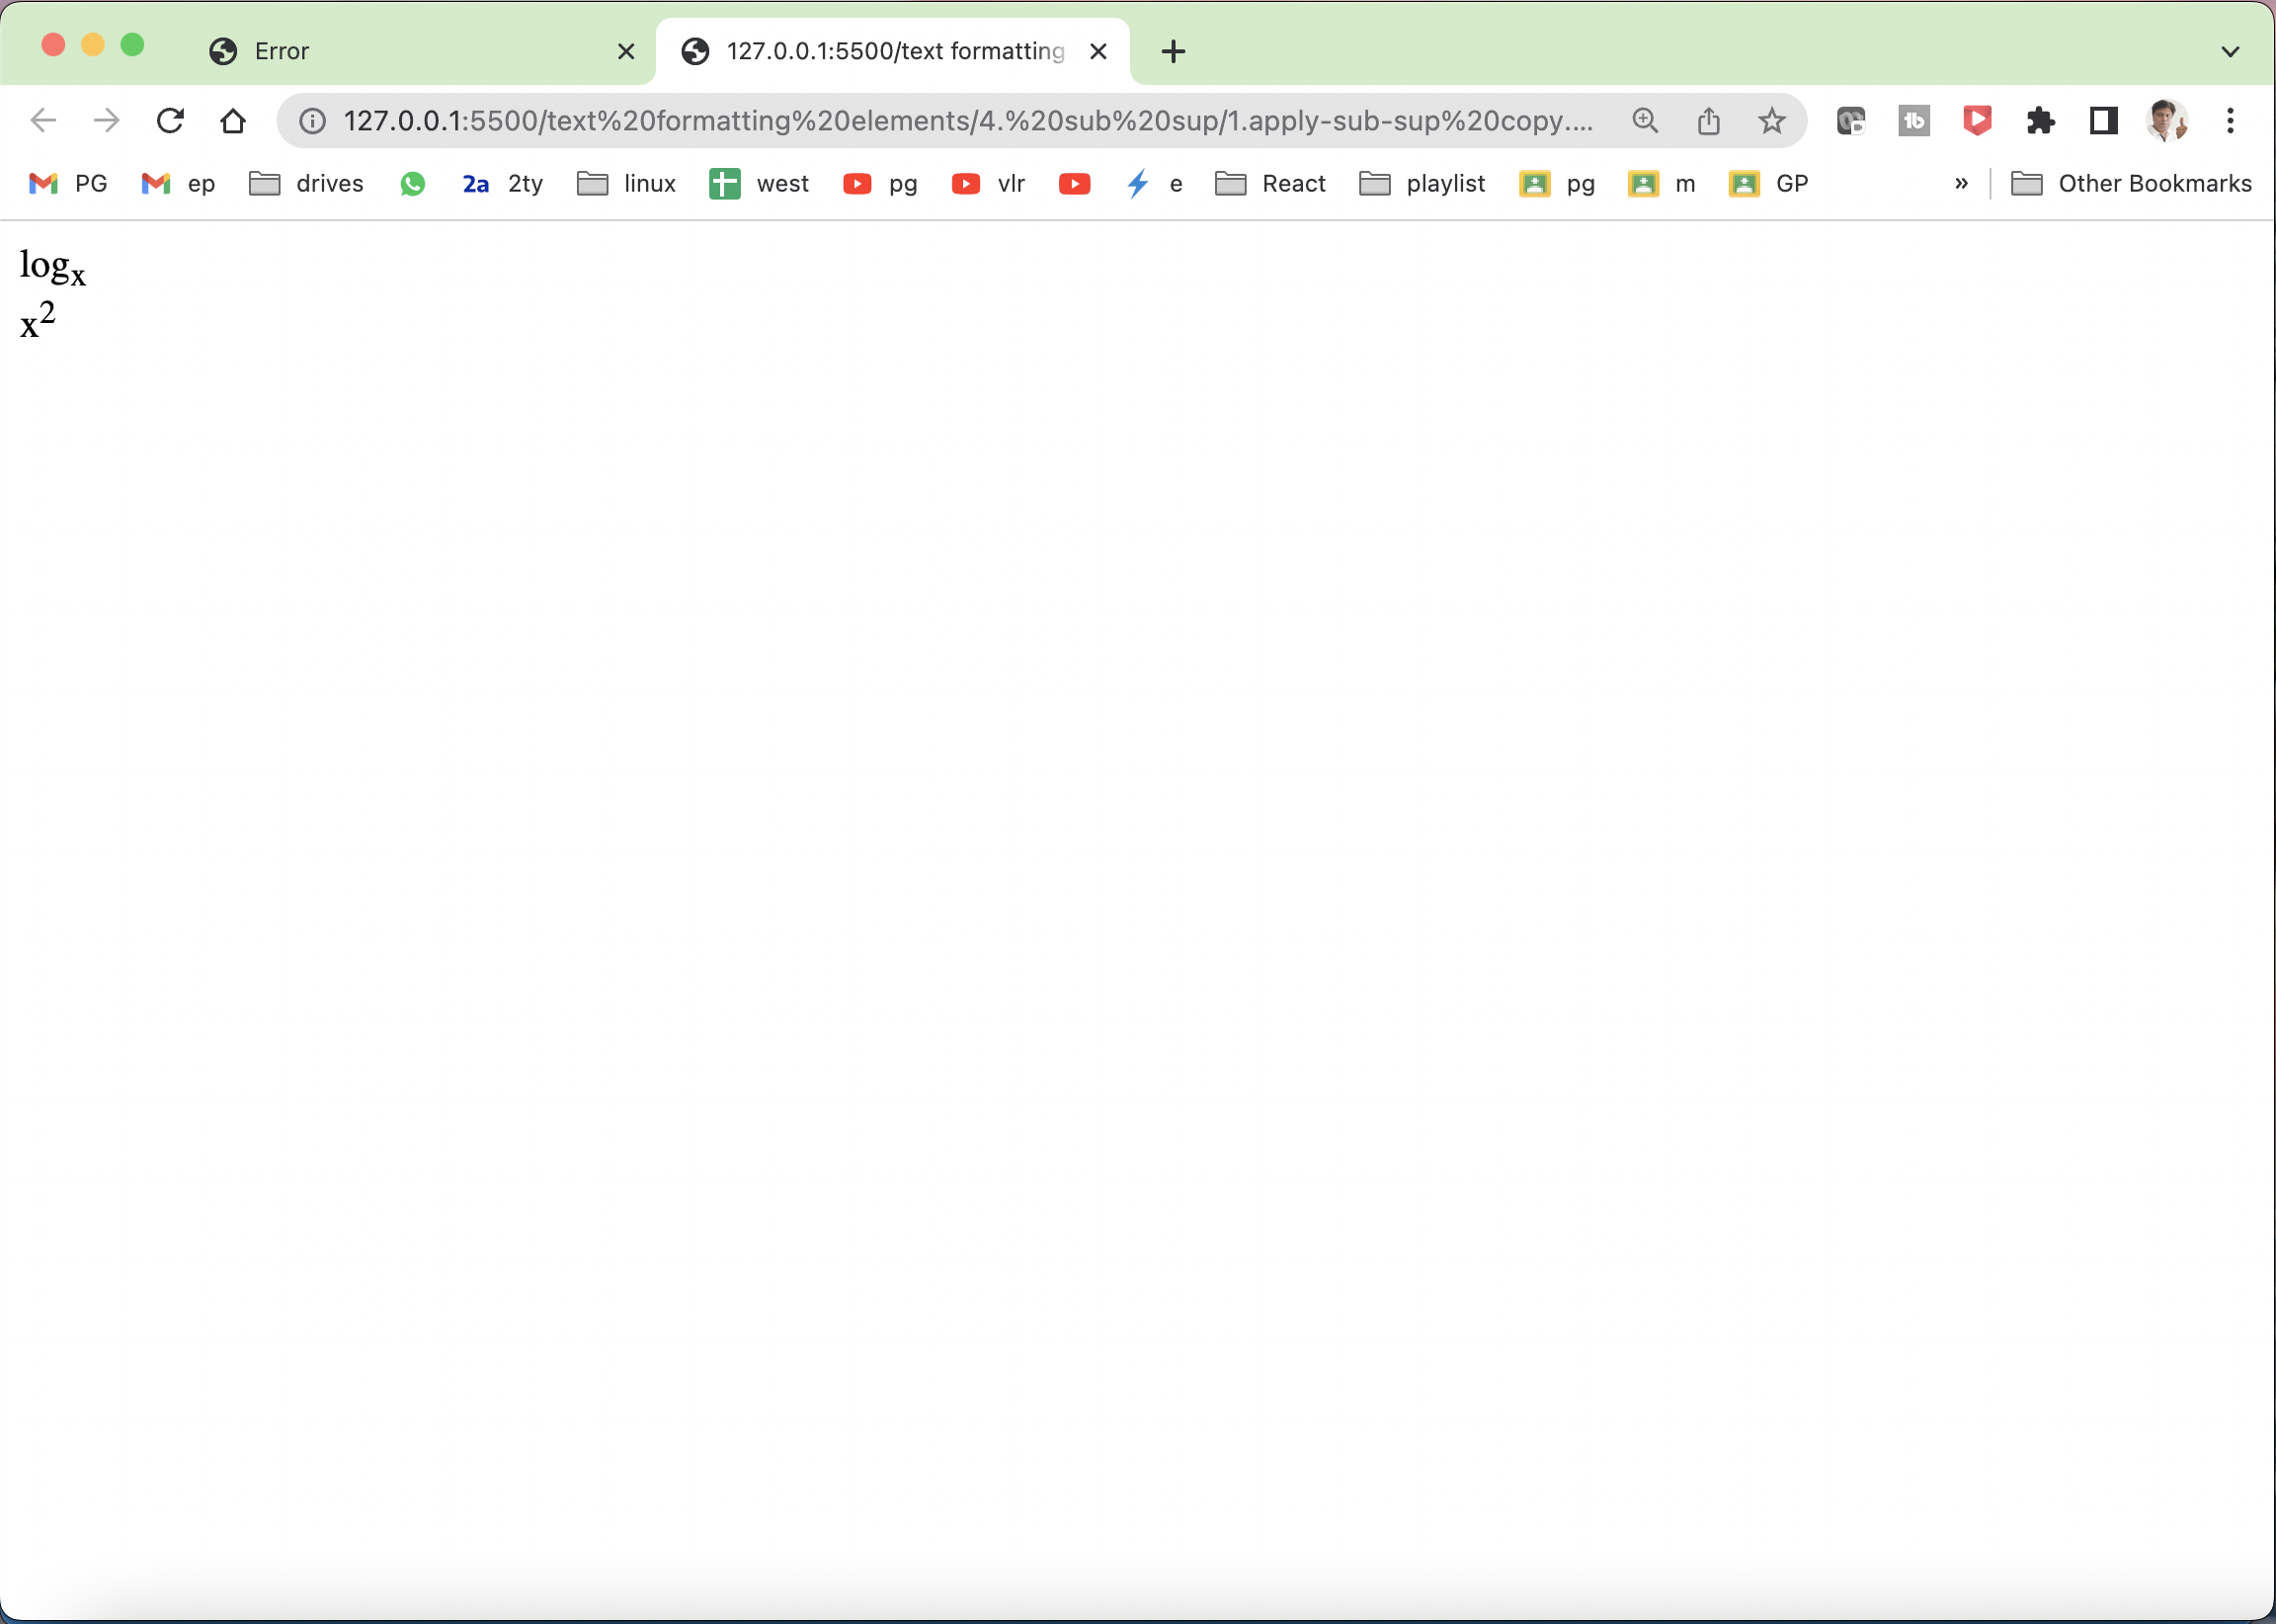 Error
127.0.0.1:5500/text formatting
127.0.0.1:5500/text%20formatting%20elements/4.%20sub%20sup/1.apply-sub-sup%20copy....
PG ep drives 2a 2ty linux west pg vlr e React playlist pg m GP » Other Bookmarks
logₓ
x²